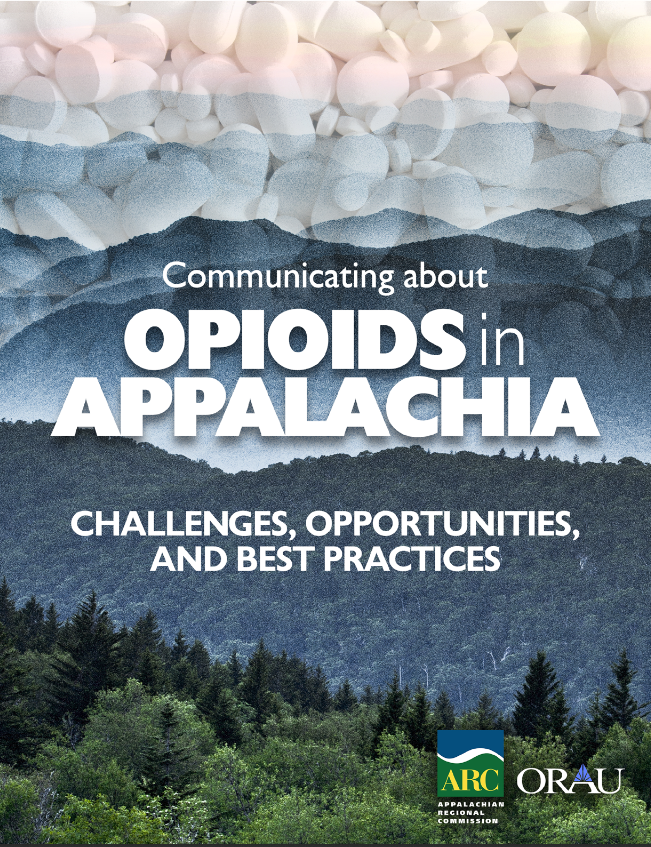 Communicating about
OPIOIDS in
APPALACHIA
CHALLENGES, OPPORTUNITIES,
AND BEST PRACTICES
ARC
APPALACHIAN
REGIONAL
COMMISSION
ORAU